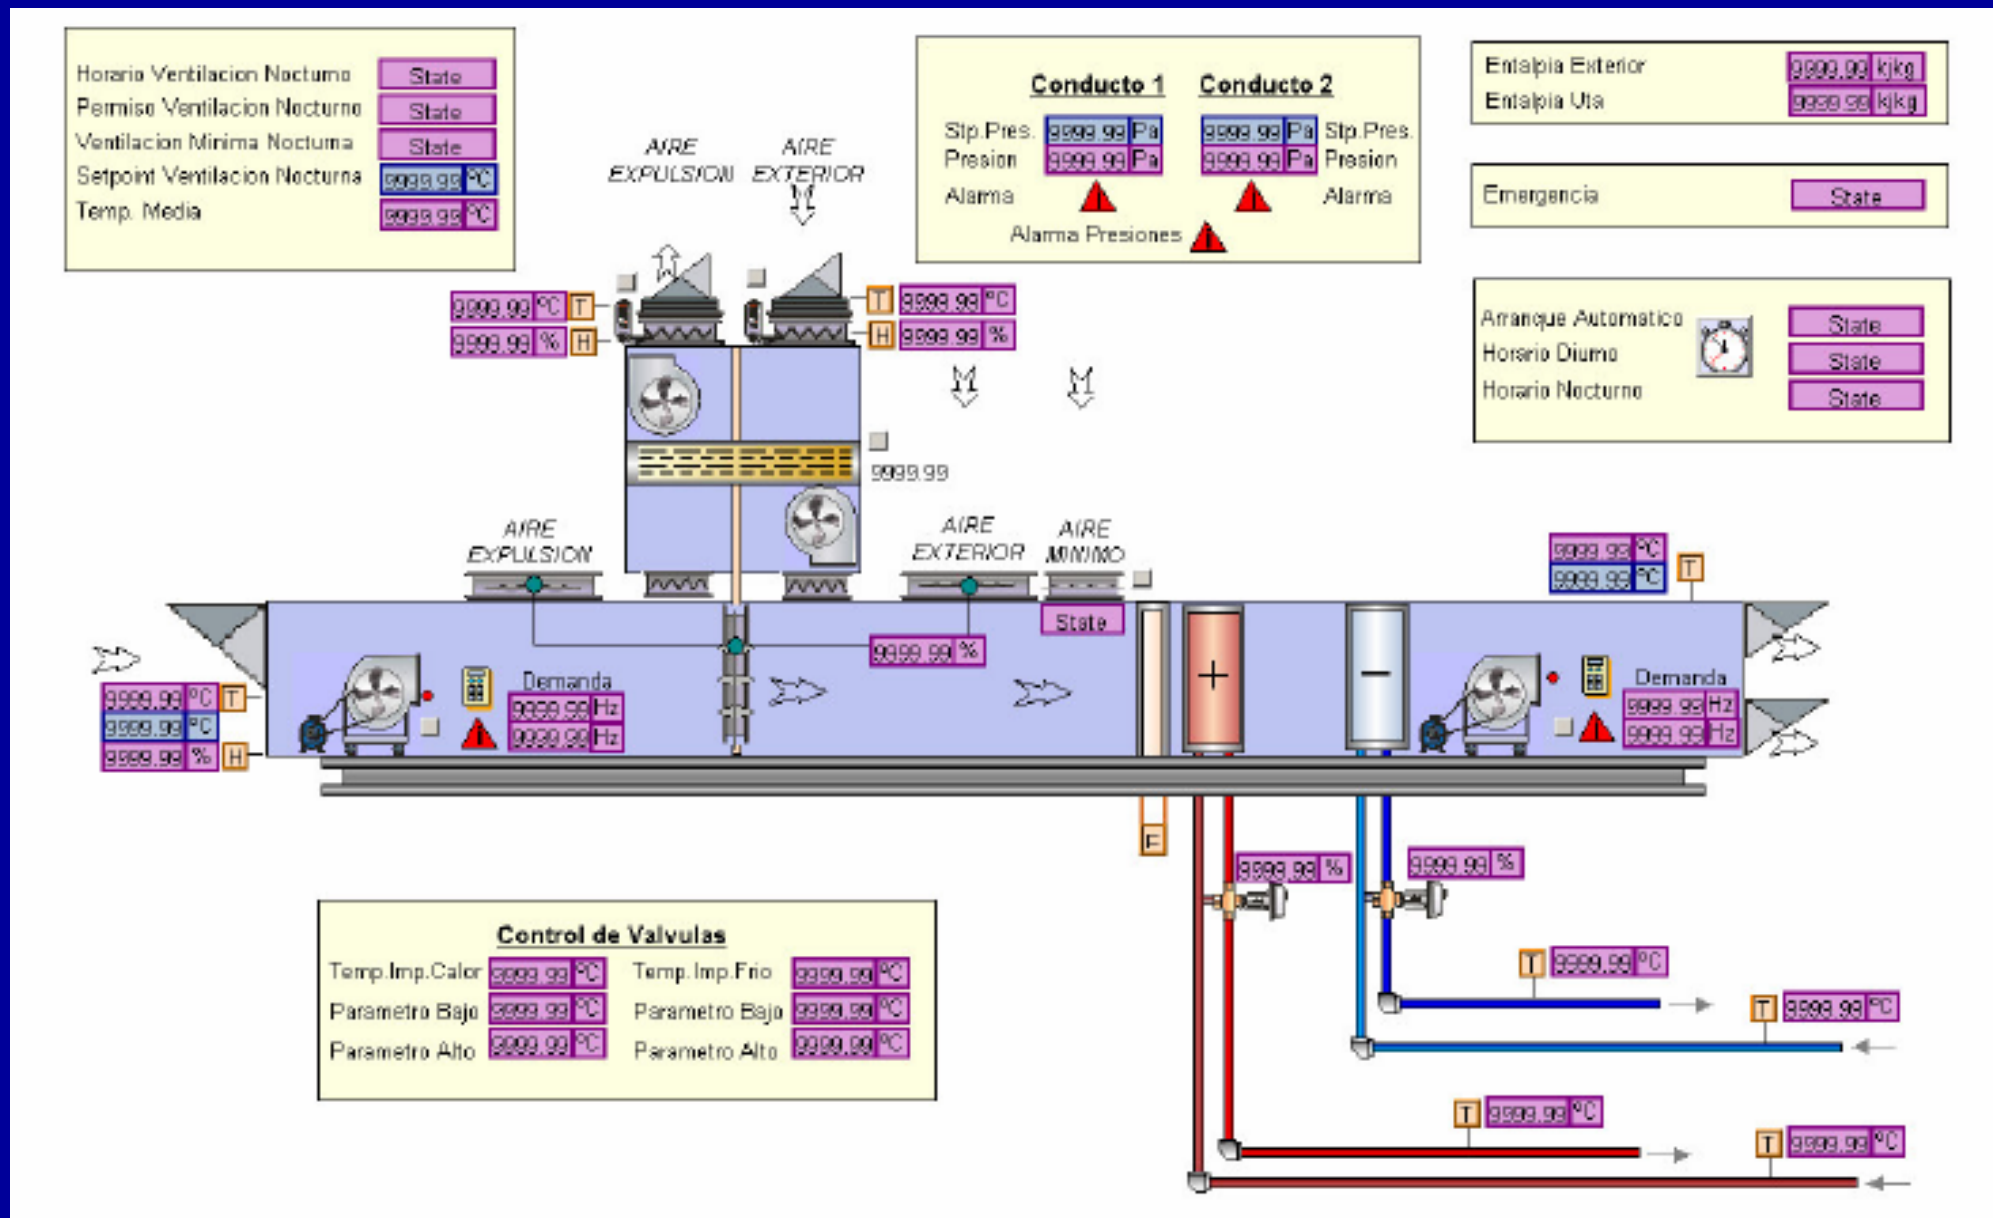 Horario Ventilacion Nocturno State
Permiso Ventilacion Nocturno State
Ventilacion Minima Nocturna State
Setpoint Ventilacion Nocturna 9999.99 ºC
Temp. Media 9999.99 ºC
Conducto 1 Conducto 2
Stp.Pres. 9999.99 Pa 9999.99 Pa Stp.Pres.
Presion 9999.99 Pa 9999.99 Pa Presion
Alarma Alarma
Alarma Presiones
Entalpia Exterior 9999.99 kjkg
Entalpia Uta 9999.99 kjkg
Emergencia State
Arranque Automatico State
Horario Diurno State
Horario Nocturno State
AIRE EXPULSION
AIRE EXTERIOR
9999.99 ºC T
9999.99 % H
T 9999.99 ºC
H 9999.99 %
9999.99
AIRE EXPULSION
AIRE EXTERIOR
AIRE MINIMO
State
9999.99 %
9999.99 ºC
9999.99 ºC T
9999.99 ºC T
9999.99 ºC
9999.99 % H
Demanda
9999.99 Hz
9999.99 Hz
+
−
Demanda
9999.99 Hz
9999.99 Hz
F
9999.99 %
9999.99 %
Control de Valvulas
Temp.Imp.Calor 9999.99 ºC Temp.Imp.Frio 9999.99 ºC
Parametro Bajo 9999.99 ºC Parametro Bajo 9999.99 ºC
Parametro Alto 9999.99 ºC Parametro Alto 9999.99 ºC
T 9999.99 ºC
T 9999.99 ºC
T 9999.99 ºC
T 9999.99 ºC